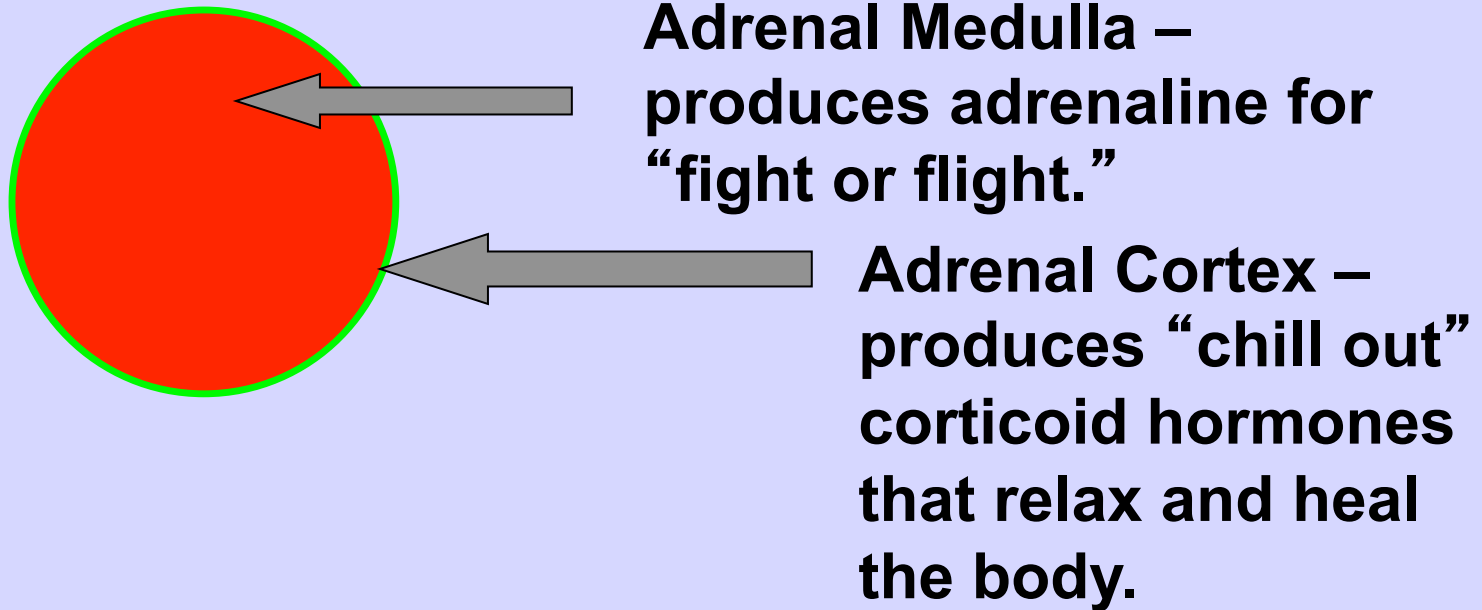 Adrenal Medulla –
produces adrenaline for
“fight or flight.”
Adrenal Cortex –
produces “chill out”
corticoid hormones
that relax and heal
the body.